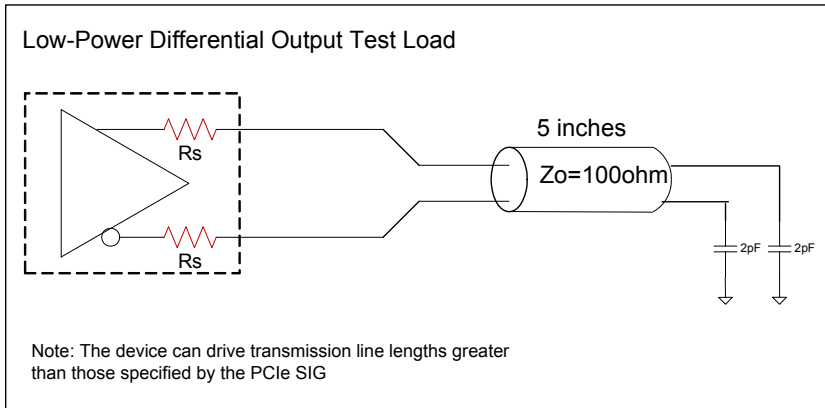 Low-Power Differential Output Test Load
Rs
Rs
5 inches
Zo=100ohm
2pF
2pF
Note: The device can drive transmission line lengths greater
than those specified by the PCIe SIG